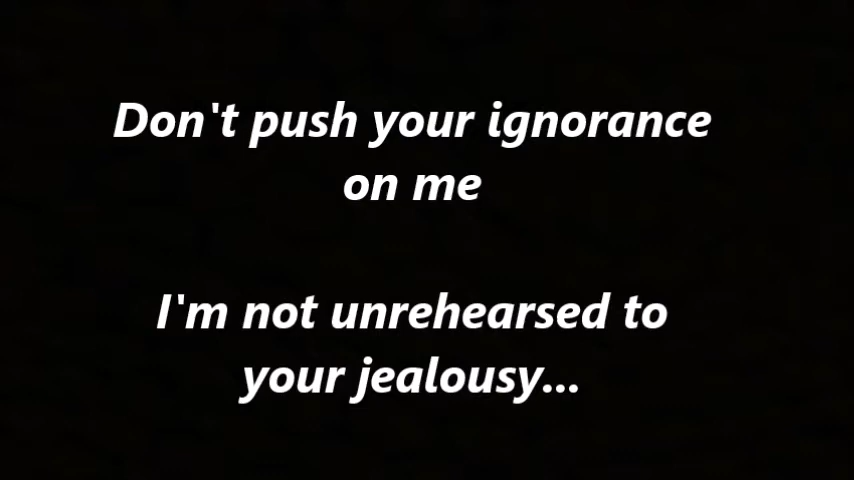 Don't push your ignorance
on me
I'm not unrehearsed to
your jealousy...